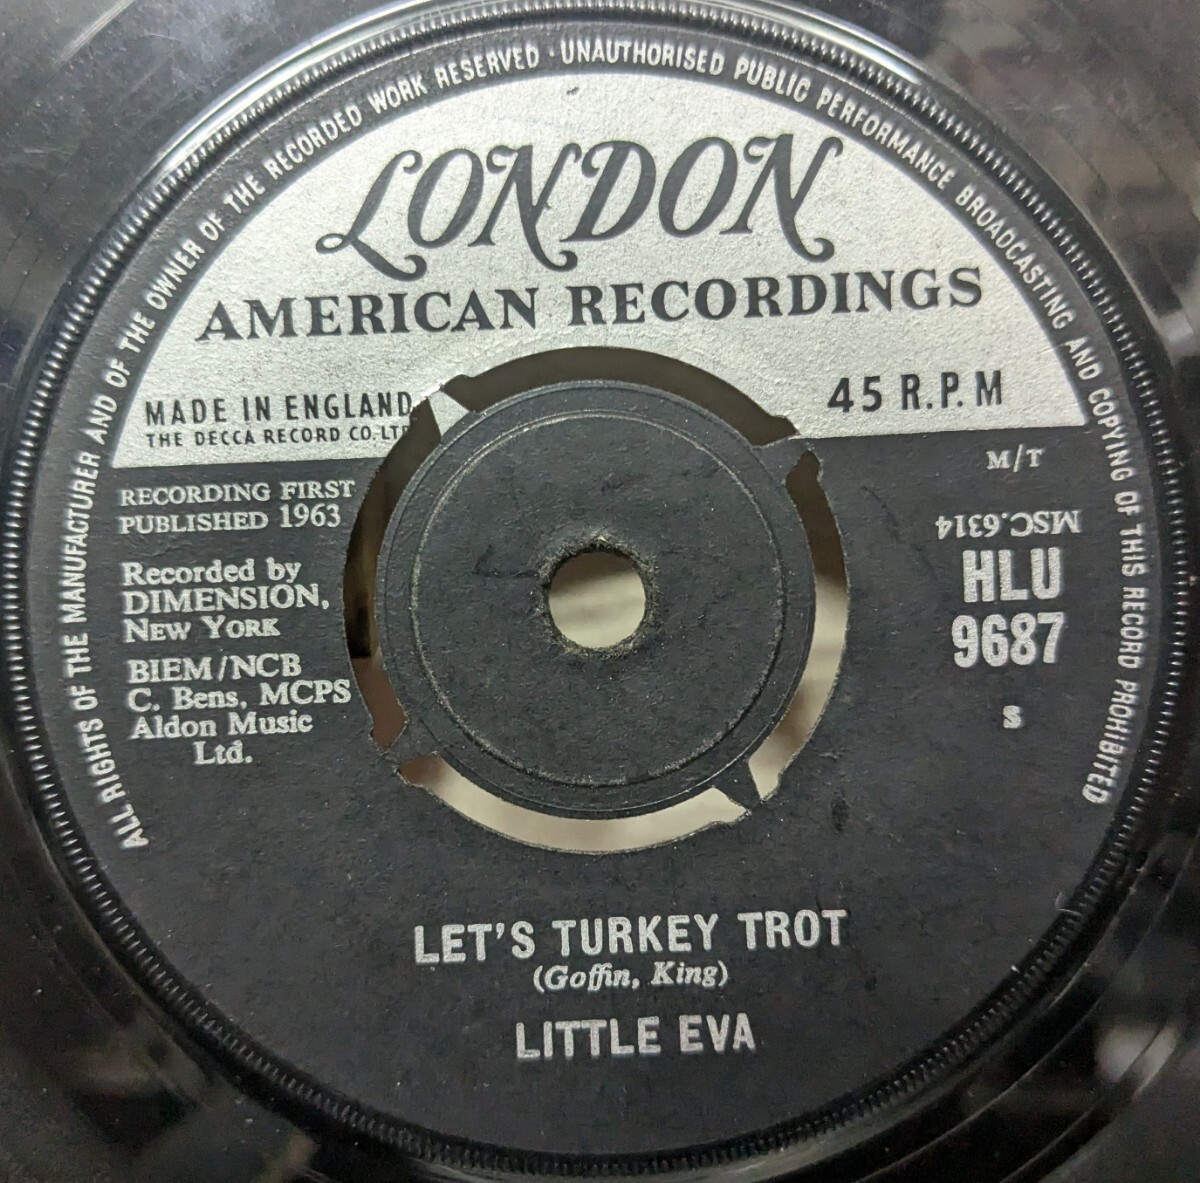 ALL RIGHTS OF THE MANUFACTURER AND OF THE OWNER OF THE RECORDED WORK RESERVED · UNAUTHORISED PUBLIC PERFORMANCE BROADCASTING AND COPYING OF THIS RECORD PROHIBITED
LONDON
AMERICAN RECORDINGS
MADE IN ENGLAND
THE DECCA RECORD CO. LTD
45 R.P.M
RECORDING FIRST
PUBLISHED 1963
Recorded by
DIMENSION,
NEW YORK
BIEM/NCB
C. Bens, MCPS
Aldon Music
Ltd.
M/T
MSC.6314
HLU
9687
S
LET'S TURKEY TROT
(Goffin, King)
LITTLE EVA